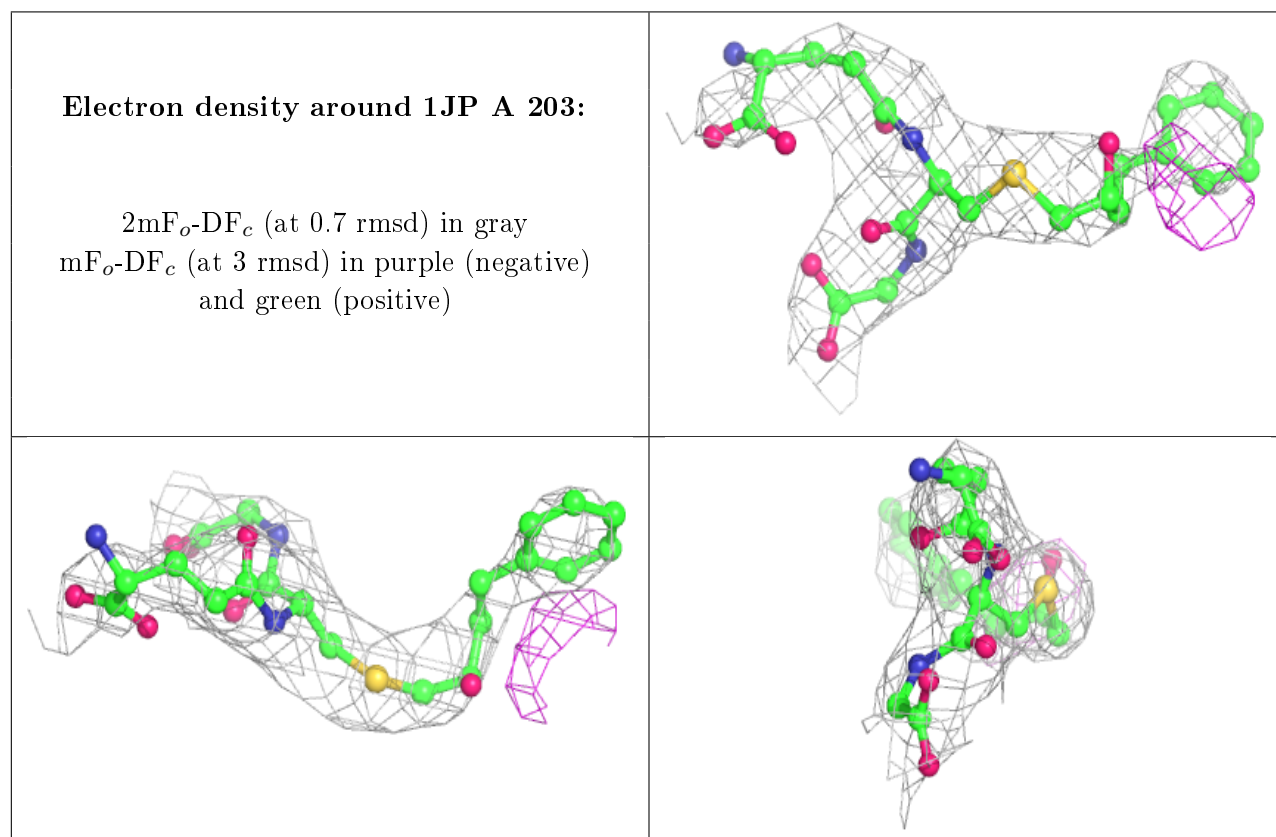 Electron density around 1JP A 203:
2mFo-DFc (at 0.7 rmsd) in gray
mFo-DFc (at 3 rmsd) in purple (negative)
and green (positive)